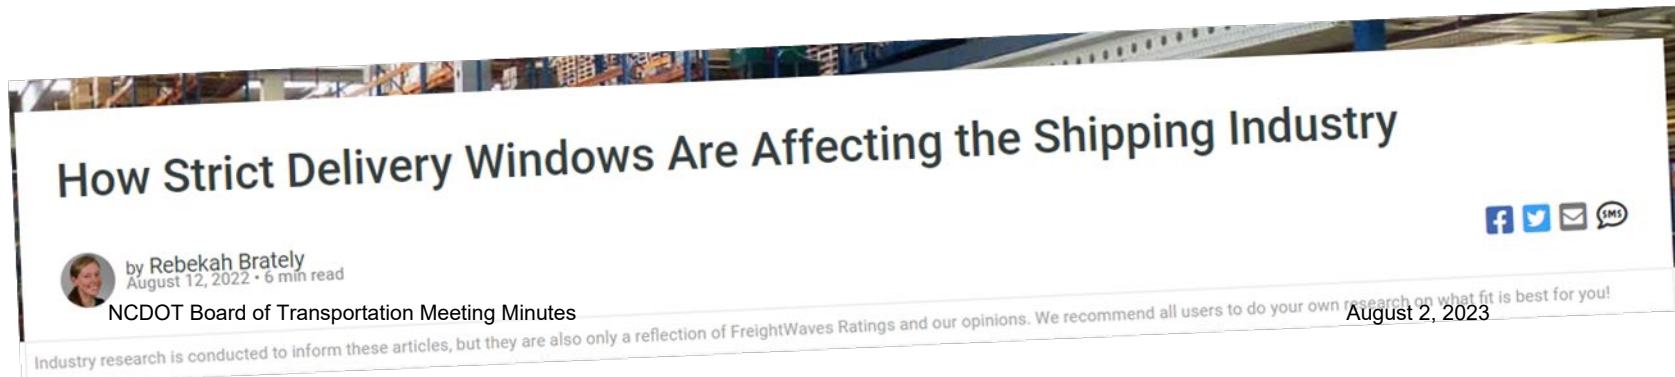 How Strict Delivery Windows Are Affecting the Shipping Industry
SMS
by Rebekah Brately
August 12, 2022 • 6 min read
NCDOT Board of Transportation Meeting Minutes
August 2, 2023
Industry research is conducted to inform these articles, but they are also only a reflection of FreightWaves Ratings and our opinions. We recommend all users to do your own research on what fit is best for you!